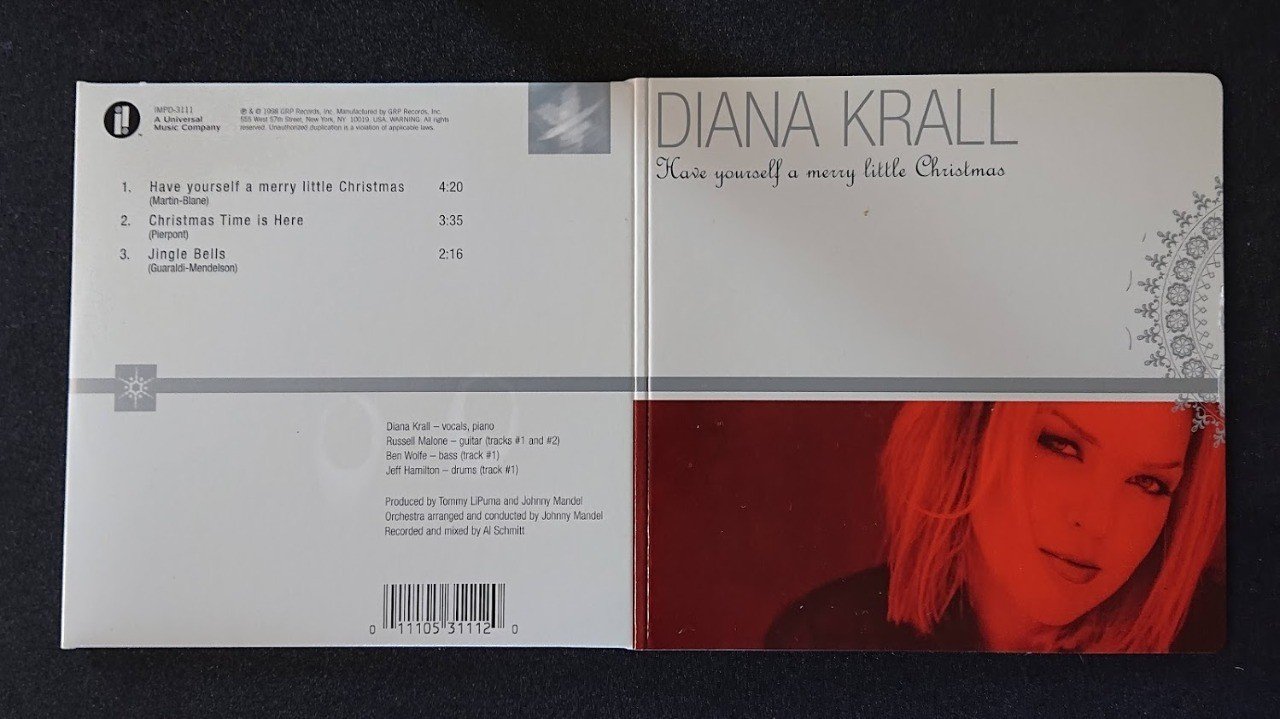 i!
IMPD-3111
A Universal
Music Company
℗ & © 1998 GRP Records, Inc. Manufactured by GRP Records, Inc.
555 West 57th Street, New York, NY 10019, USA. WARNING: All rights
reserved. Unauthorized duplication is a violation of applicable laws.
1. Have yourself a merry little Christmas 4:20
(Martin-Blane)
2. Christmas Time is Here 3:35
(Pierpont)
3. Jingle Bells 2:16
(Guaraldi-Mendelson)
Diana Krall – vocals, piano
Russell Malone – guitar (tracks #1 and #2)
Ben Wolfe – bass (track #1)
Jeff Hamilton – drums (track #1)
Produced by Tommy LiPuma and Johnny Mandel
Orchestra arranged and conducted by Johnny Mandel
Recorded and mixed by Al Schmitt
0 11105 31112 0
DIANA KRALL
Have yourself a merry little Christmas